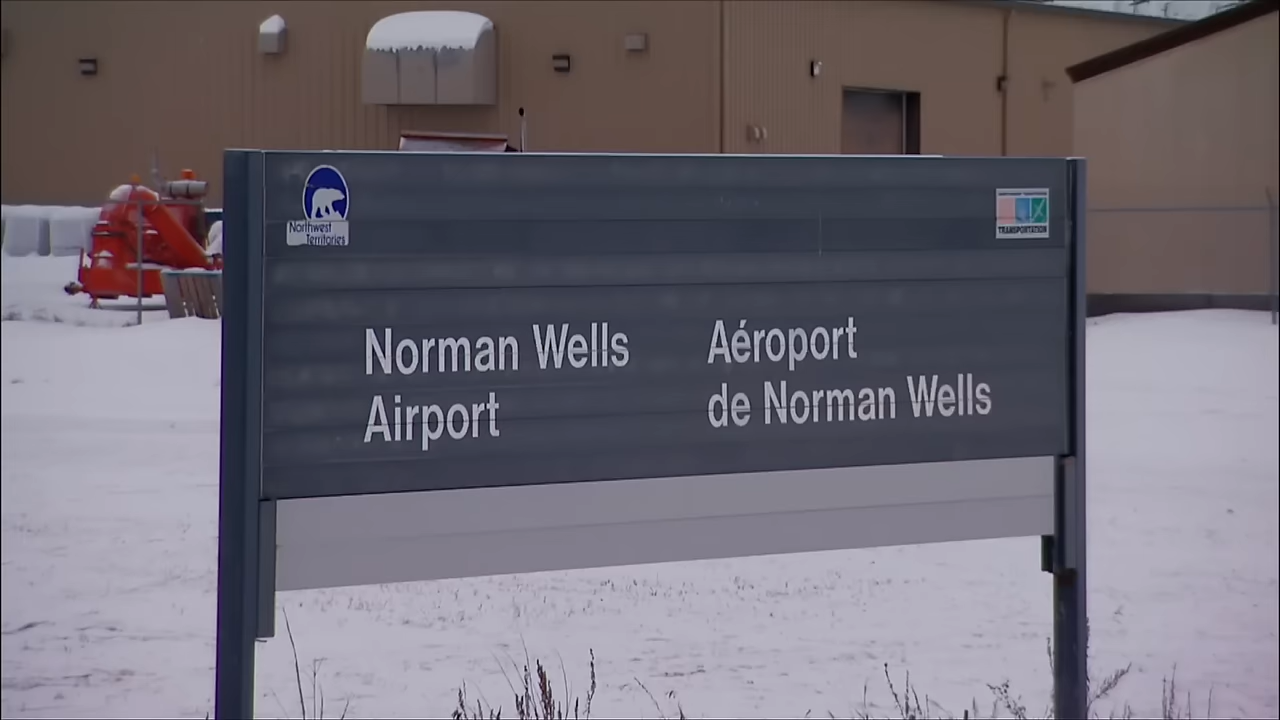 Northwest
Territories
TRANSPORTATION
Norman Wells
Airport
Aéroport
de Norman Wells